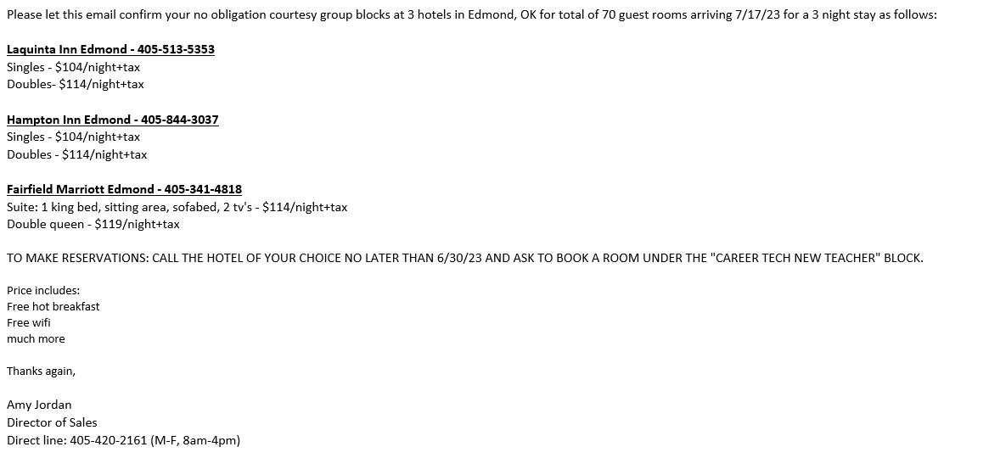 Please let this email confirm your no obligation courtesy group blocks at 3 hotels in Edmond, OK for total of 70 guest rooms arriving 7/17/23 for a 3 night stay as follows:
Laquinta Inn Edmond - 405-513-5353
Singles - $104/night+tax
Doubles- $114/night+tax
Hampton Inn Edmond - 405-844-3037
Singles - $104/night+tax
Doubles - $114/night+tax
Fairfield Marriott Edmond - 405-341-4818
Suite: 1 king bed, sitting area, sofabed, 2 tv's - $114/night+tax
Double queen - $119/night+tax
TO MAKE RESERVATIONS: CALL THE HOTEL OF YOUR CHOICE NO LATER THAN 6/30/23 AND ASK TO BOOK A ROOM UNDER THE "CAREER TECH NEW TEACHER" BLOCK.
Price includes:
Free hot breakfast
Free wifi
much more
Thanks again,
Amy Jordan
Director of Sales
Direct line: 405-420-2161 (M-F, 8am-4pm)